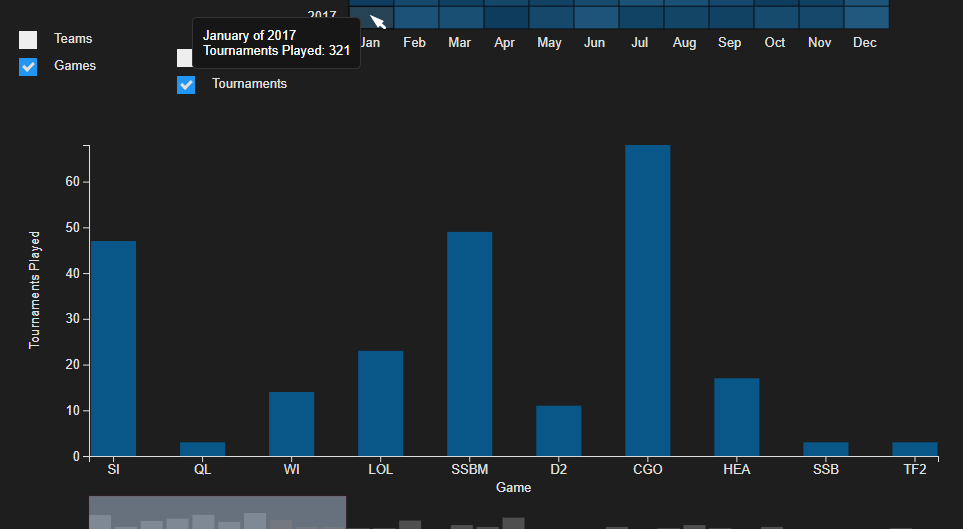 2017
Jan Feb Mar Apr May Jun Jul Aug Sep Oct Nov Dec
January of 2017
Tournaments Played: 321
Teams
Games
Tournaments
Tournaments Played
60
50
40
30
20
10
0
SI QL WI LOL SSBM D2 CGO HEA SSB TF2
Game